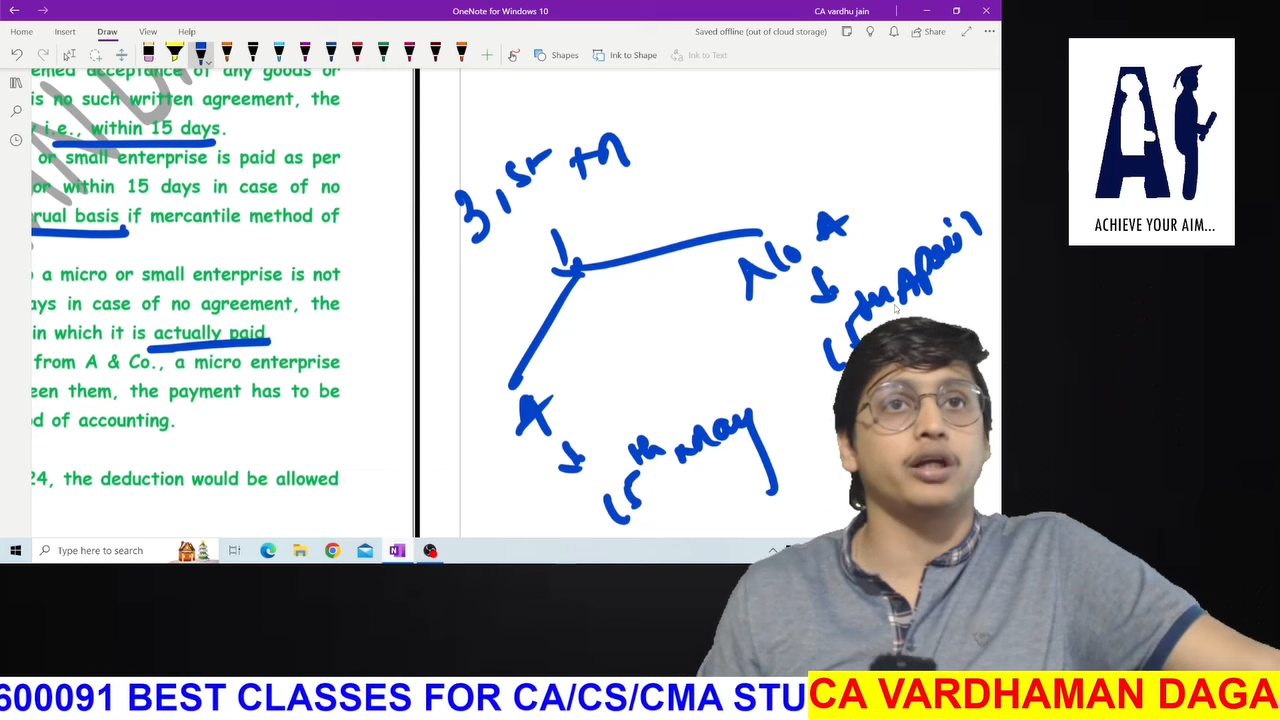 OneNote for Windows 10
CA vardhu jain
Home Insert Draw View Help
Saved offline (out of cloud storage)
Share
Shapes
Ink to Shape
Ink to Text
emed acceptance of any goods or
is no such written agreement, the
i.e., within 15 days.
or small enterprise is paid as per
or within 15 days in case of no
rual basis if mercantile method of
a micro or small enterprise is not
ays in case of no agreement, the
in which it is actually paid
from A & Co., a micro enterprise
een them, the payment has to be
d of accounting.
24, the deduction would be allowed
31st
A
15th May
A
ACHIEVE YOUR AIM...
Type here to search
600091 BEST CLASSES FOR CA/CS/CMA STU
CA VARDHAMAN DAGA